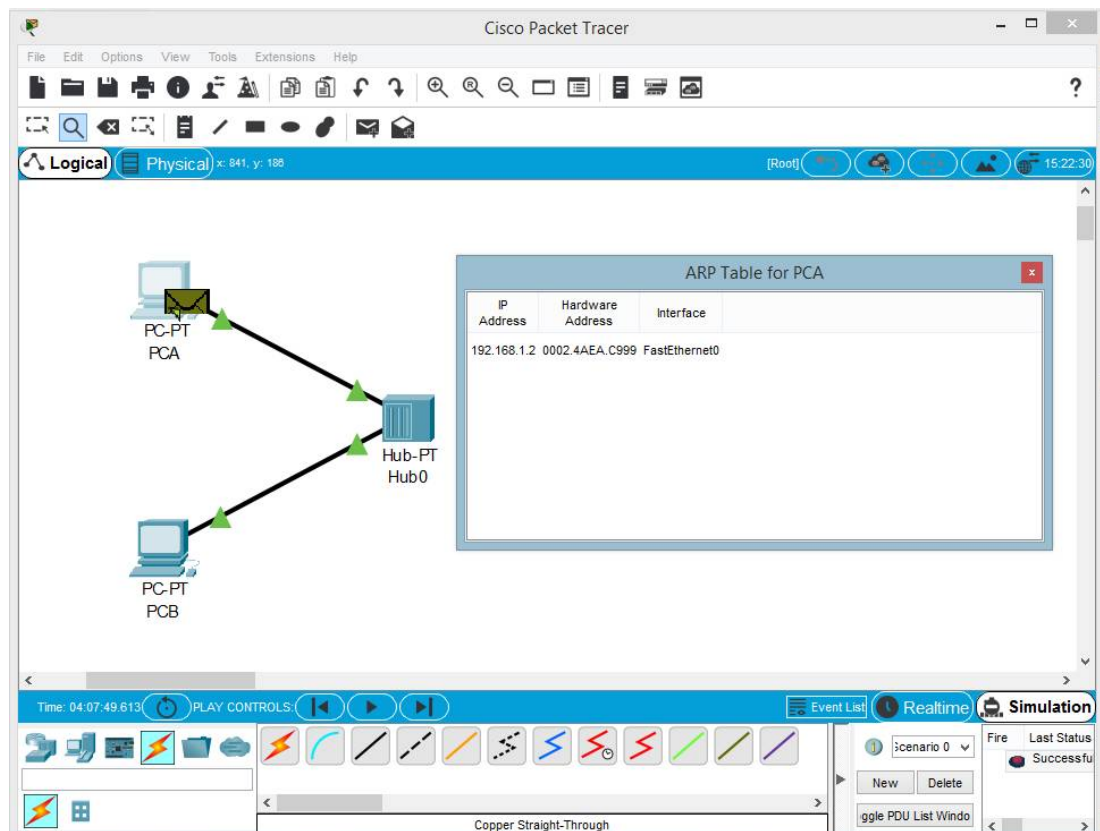 Cisco Packet Tracer
File Edit Options View Tools Extensions Help
?
Logical Physical x: 841, y: 186 [Root] 15:22:30
ARP Table for PCA
IP Address Hardware Address Interface
192.168.1.2 0002.4AEA.C999 FastEthernet0
PC-PT
PCA
Hub-PT
Hub0
PC-PT
PCB
Time: 04:07:49.613 PLAY CONTROLS: Event List Realtime Simulation
Scenario 0 Fire Last Status
Successfu
New Delete
ggle PDU List Windo
Copper Straight-Through